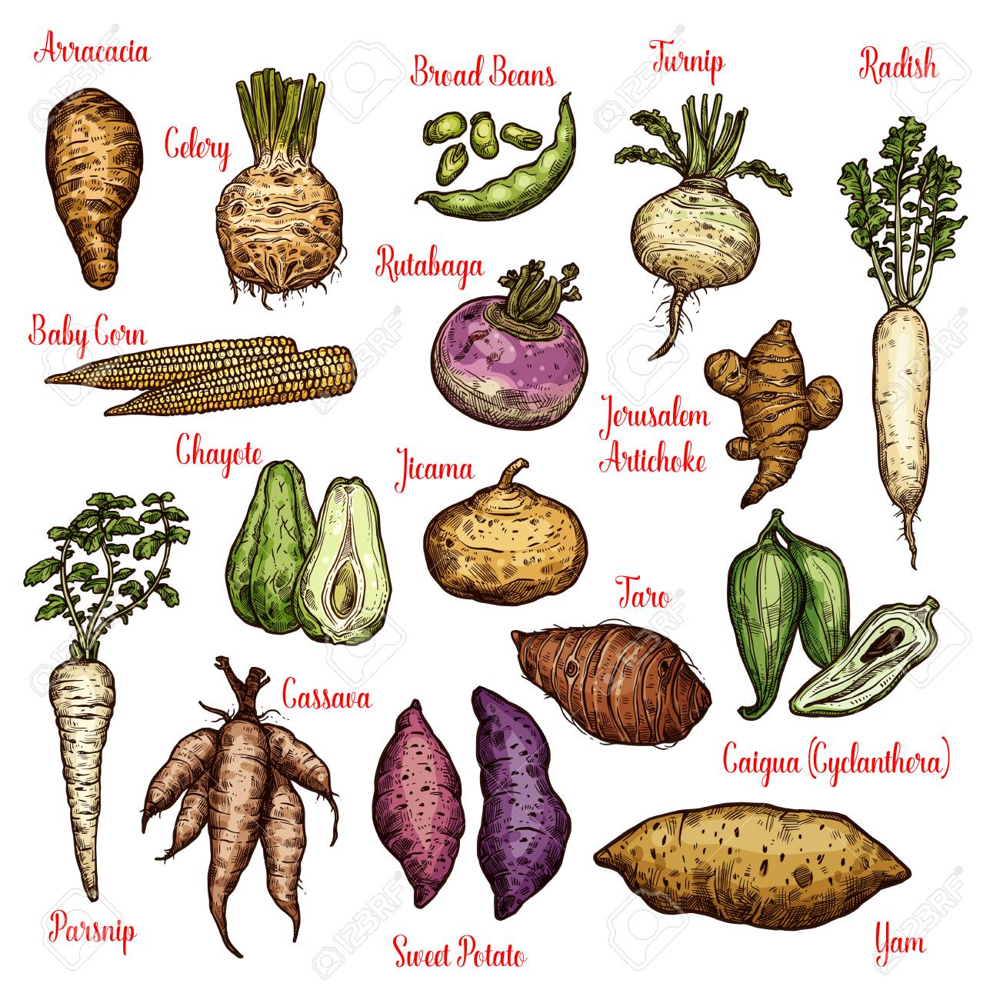 Arracacia
Celery
Broad Beans
Turnip
Radish
Rutabaga
Baby Corn
Jerusalem
Artichoke
Chayote
Jicama
Taro
Cassava
Caigua (Cyclanthera)
Parsnip
Sweet Potato
Yam
123RF